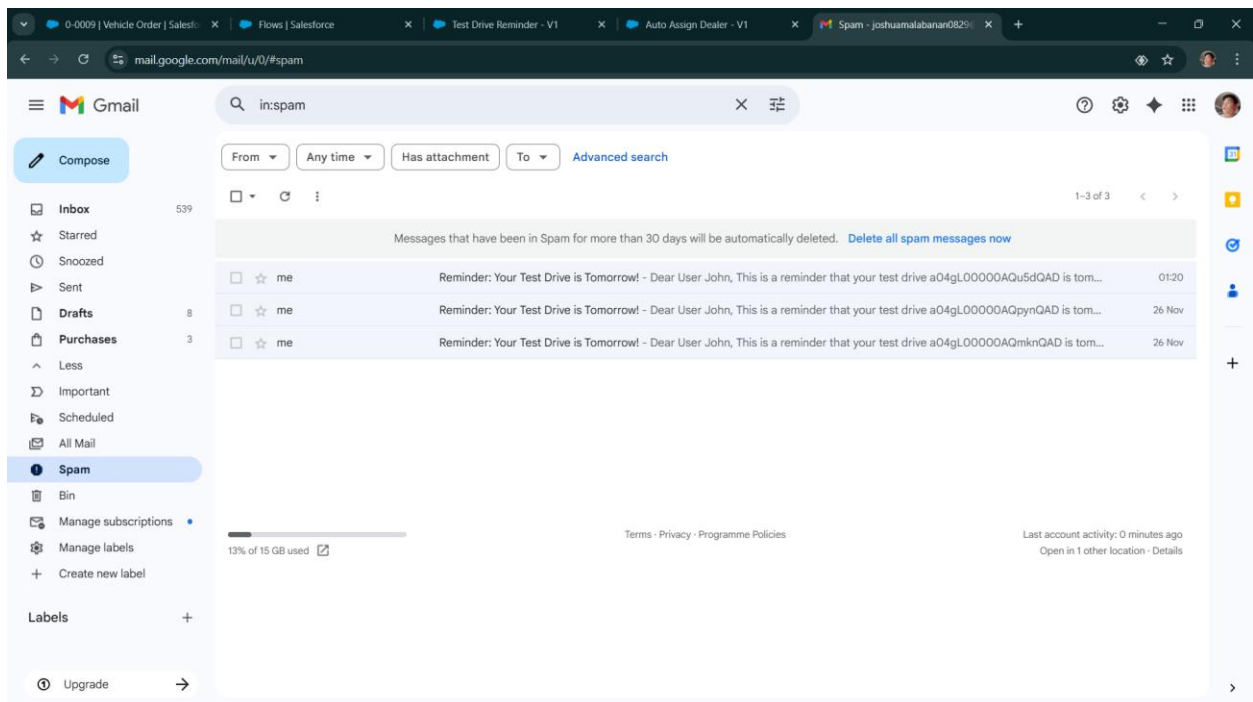 0-0009 | Vehicle Order | Salesfo
Flows | Salesforce
Test Drive Reminder - V1
Auto Assign Dealer - V1
Spam - joshuamalabanan0829
mail.google.com/mail/u/0/#spam
Gmail
in:spam
Compose
From
Any time
Has attachment
To
Advanced search
1–3 of 3
Messages that have been in Spam for more than 30 days will be automatically deleted. Delete all spam messages now
Inbox 539
Starred
Snoozed
Sent
Drafts 8
Purchases 3
Less
Important
Scheduled
All Mail
Spam
Bin
Manage subscriptions
Manage labels
Create new label
Labels
Upgrade
me Reminder: Your Test Drive is Tomorrow! - Dear User John, This is a reminder that your test drive a04gL00000AQu5dQAD is tom... 01:20
me Reminder: Your Test Drive is Tomorrow! - Dear User John, This is a reminder that your test drive a04gL00000AQpynQAD is tom... 26 Nov
me Reminder: Your Test Drive is Tomorrow! - Dear User John, This is a reminder that your test drive a04gL00000AQmknQAD is tom... 26 Nov
13% of 15 GB used
Terms · Privacy · Programme Policies
Last account activity: 0 minutes ago
Open in 1 other location · Details
31